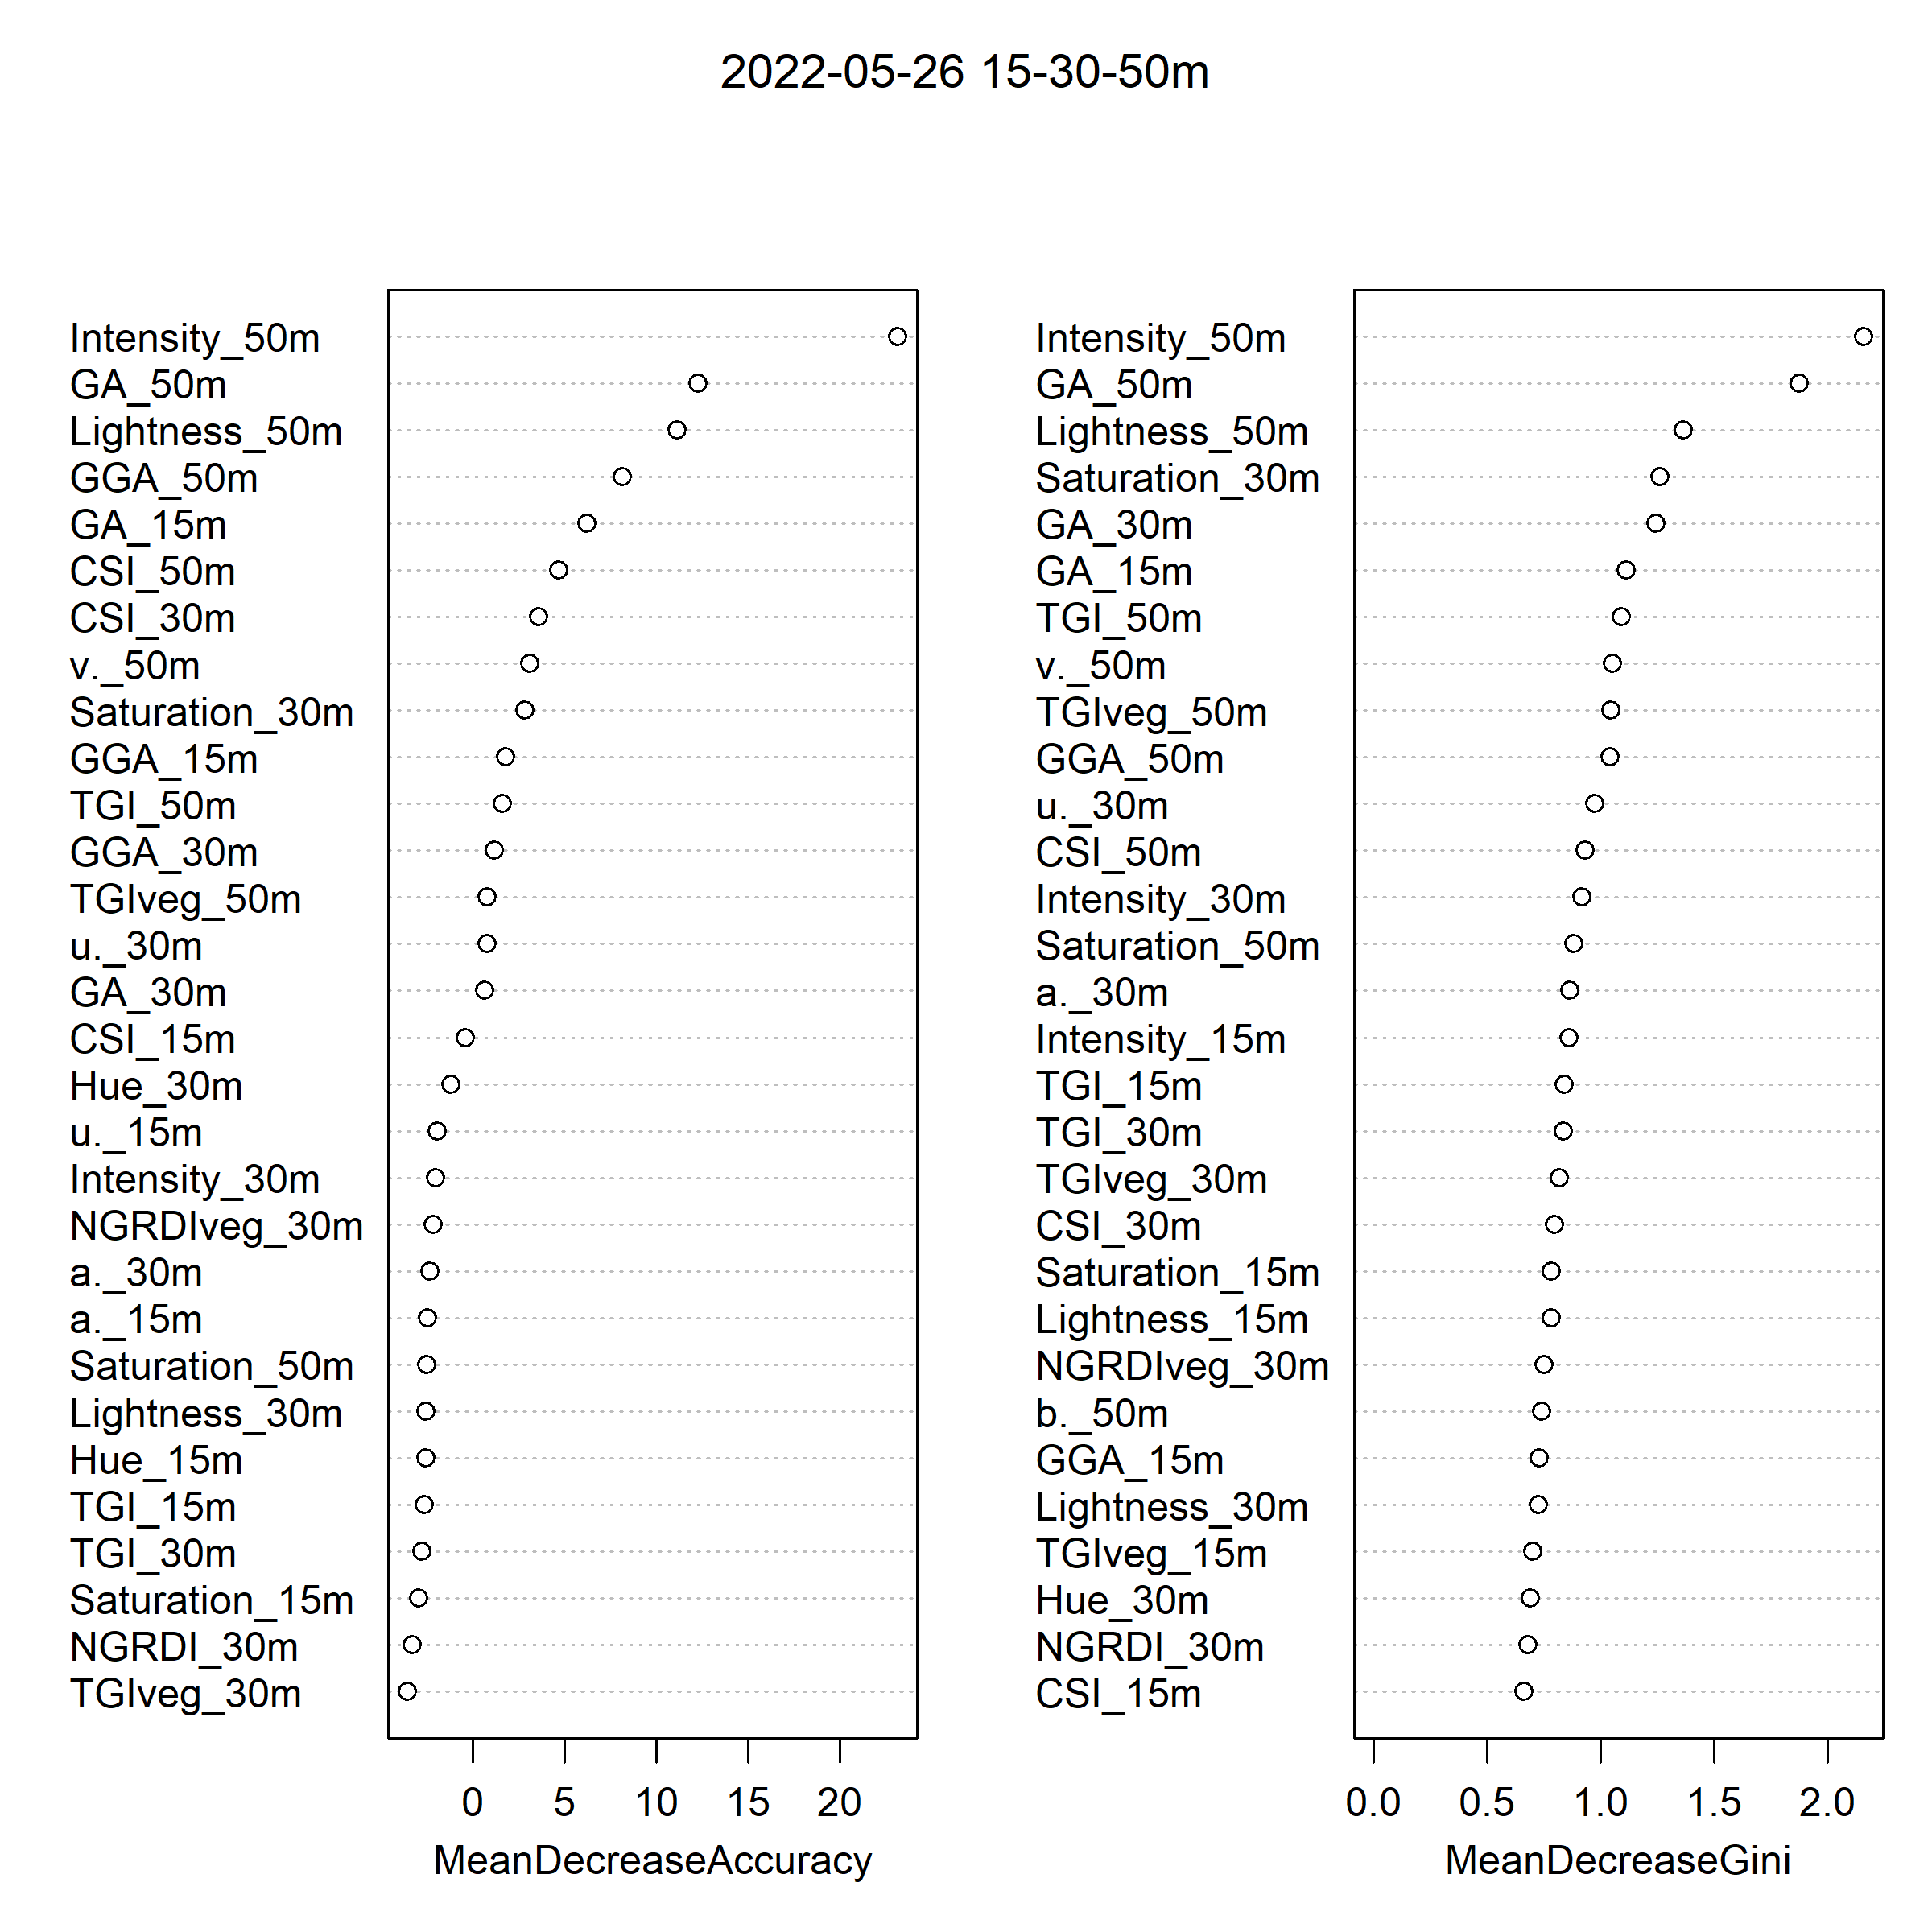 2022-05-26 15-30-50m
Intensity_50m
GA_50m
Lightness_50m
GGA_50m
GA_15m
CSI_50m
CSI_30m
v._50m
Saturation_30m
GGA_15m
TGI_50m
GGA_30m
TGIveg_50m
u._30m
GA_30m
CSI_15m
Hue_30m
u._15m
Intensity_30m
NGRDIveg_30m
a._30m
a._15m
Saturation_50m
Lightness_30m
Hue_15m
TGI_15m
TGI_30m
Saturation_15m
NGRDI_30m
TGIveg_30m
0 5 10 15 20
MeanDecreaseAccuracy
Intensity_50m
GA_50m
Lightness_50m
Saturation_30m
GA_30m
GA_15m
TGI_50m
v._50m
TGIveg_50m
GGA_50m
u._30m
CSI_50m
Intensity_30m
Saturation_50m
a._30m
Intensity_15m
TGI_15m
TGI_30m
TGIveg_30m
CSI_30m
Saturation_15m
Lightness_15m
NGRDIveg_30m
b._50m
GGA_15m
Lightness_30m
TGIveg_15m
Hue_30m
NGRDI_30m
CSI_15m
0.0 0.5 1.0 1.5 2.0
MeanDecreaseGini